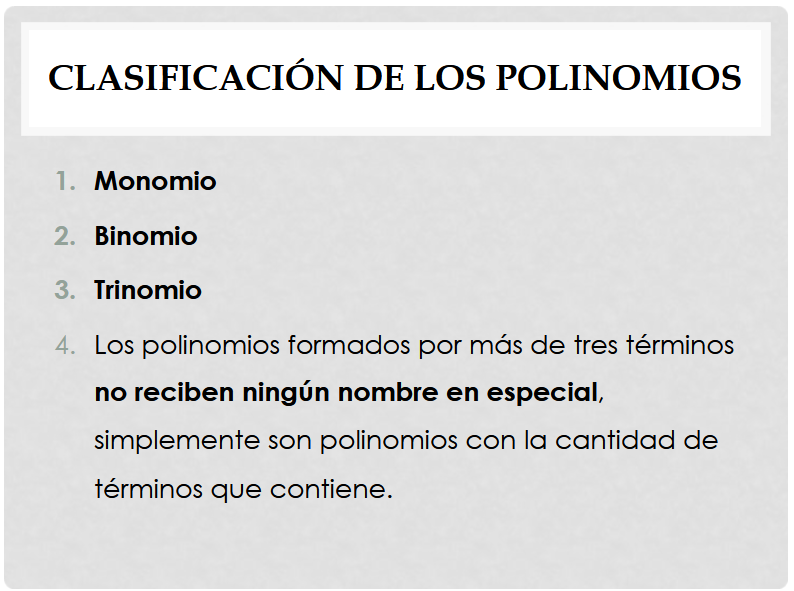 CLASIFICACIÓN DE LOS POLINOMIOS
1. Monomio
2. Binomio
3. Trinomio
4. Los polinomios formados por más de tres términos
no reciben ningún nombre en especial,
simplemente son polinomios con la cantidad de
términos que contiene.